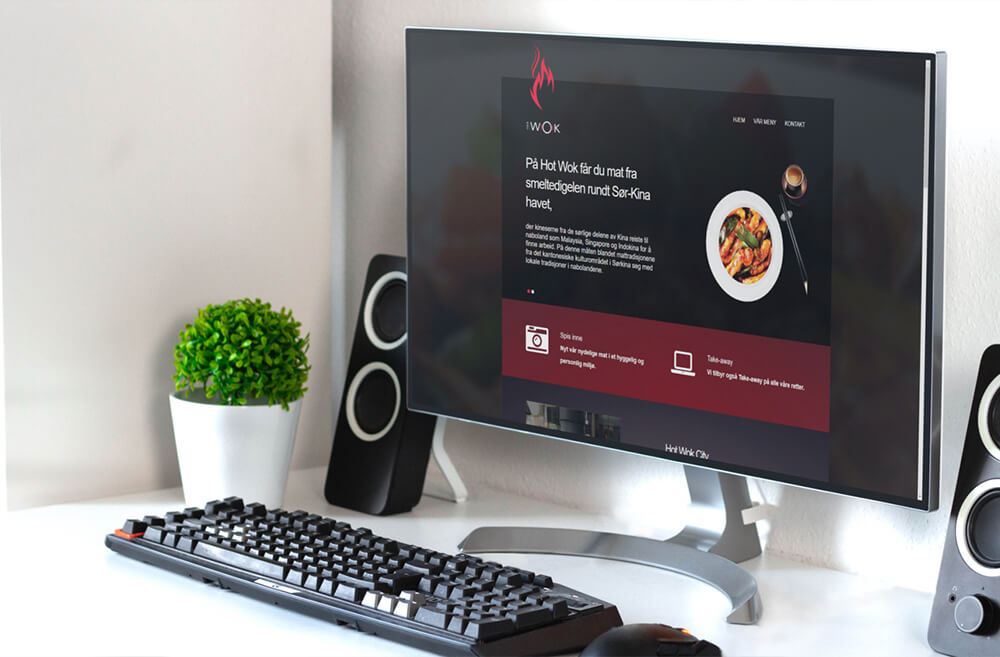 WOK
HJEM VÅR MENY KONTAKT
På Hot Wok får du mat fra
smeltedigelen rundt Sør-Kina
havet,
der kineserne fra de sørlige delene av Kina reiste til
naboland som Malaysia, Singapore og Indokina for å
finne arbeid. På denne måten blandet mattradisjonene
fra det kantonesiske kulturområdet i Sørkina seg med
lokale tradisjoner i nabolandene.
Spis inne
Nyt vår nydelige mat i et hyggelig og
personlig miljø.
Take-away
Vi tilbyr også Take-away på alle våre retter.
Hot Wok City